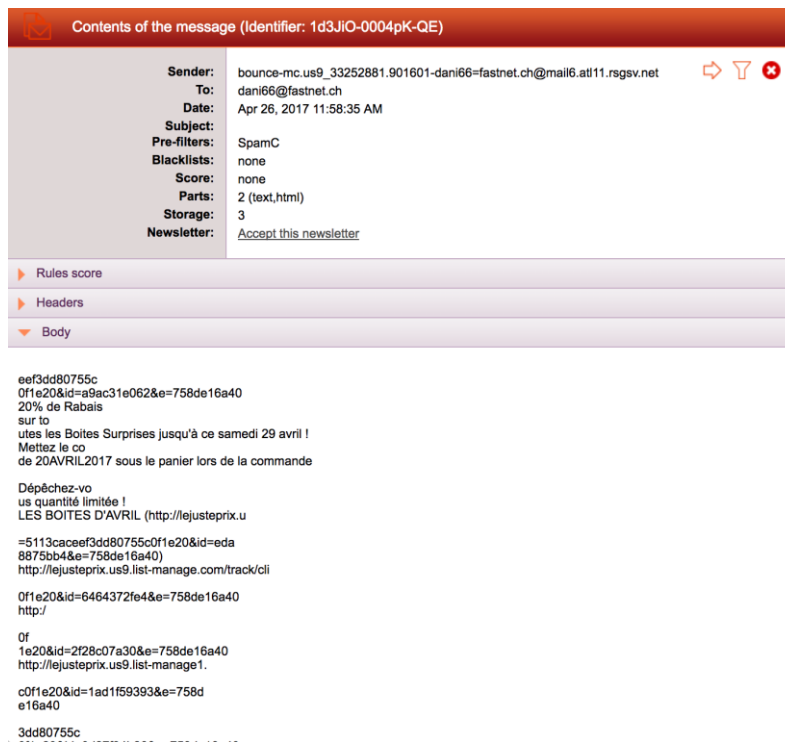 Contents of the message (Identifier: 1d3JiO-0004pK-QE)
Sender: bounce-mc.us9_33252881.901601-dani66=fastnet.ch@mail6.atl11.rsgsv.net
To: dani66@fastnet.ch
Date: Apr 26, 2017 11:58:35 AM
Subject:
Pre-filters: SpamC
Blacklists: none
Score: none
Parts: 2 (text,html)
Storage: 3
Newsletter: Accept this newsletter
Rules score
Headers
Body
eef3dd80755c
0f1e20&id=a9ac31e062&e=758de16a40
20% de Rabais
sur to
utes les Boites Surprises jusqu'à ce samedi 29 avril !
Mettez le co
de 20AVRIL2017 sous le panier lors de la commande
Dépêchez-vo
us quantité limitée !
LES BOITES D'AVRIL (http://lejusteprix.u
=5113caceef3dd80755c0f1e20&id=eda
8875bb4&e=758de16a40)
http://lejusteprix.us9.list-manage.com/track/cli
0f1e20&id=6464372fe4&e=758de16a40
http:/
0f
1e20&id=2f28c07a30&e=758de16a40
http://lejusteprix.us9.list-manage1.
c0f1e20&id=1ad1f59393&e=758d
e16a40
3dd80755c